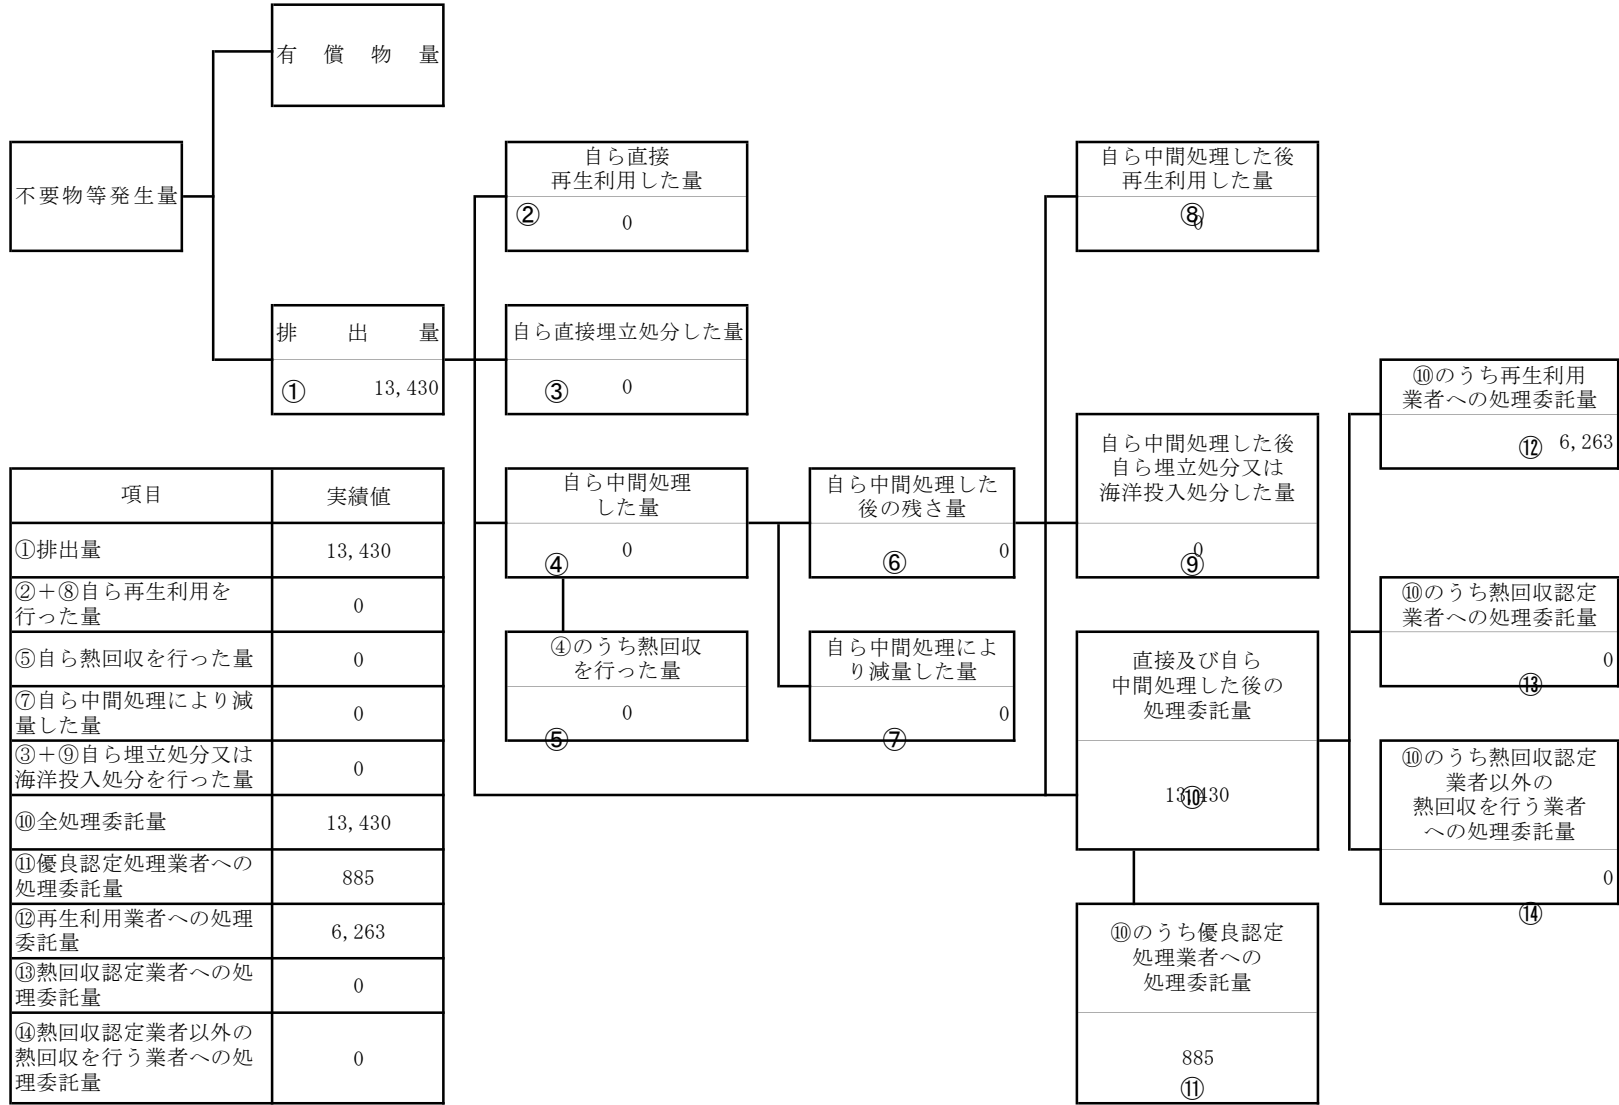 有償物量
不要物等発生量
排出量
① 13,430
自ら直接
再生利用した量
② 0
自ら直接埋立処分した量
③ 0
自ら中間処理
した量
④ 0
④のうち熱回収
を行った量
⑤ 0
自ら中間処理した
後の残さ量
⑥ 0
自ら中間処理によ
り減量した量
⑦ 0
自ら中間処理した後
再生利用した量
⑧ 0
自ら中間処理した後
自ら埋立処分又は
海洋投入処分した量
⑨ 0
直接及び自ら
中間処理した後の
処理委託量
⑩ 13,430
⑩のうち優良認定
処理業者への
処理委託量
885
⑪
⑩のうち再生利用
業者への処理委託量
⑫ 6,263
⑩のうち熱回収認定
業者への処理委託量
0
⑬
⑩のうち熱回収認定
業者以外の
熱回収を行う業者
への処理委託量
0
⑭
項目 実績値
①排出量 13,430
②+⑧自ら再生利用を
行った量 0
⑤自ら熱回収を行った量 0
⑦自ら中間処理により減
量した量 0
③+⑨自ら埋立処分又は
海洋投入処分を行った量 0
⑩全処理委託量 13,430
⑪優良認定処理業者への
処理委託量 885
⑫再生利用業者への処理
委託量 6,263
⑬熱回収認定業者への処
理委託量 0
⑭熱回収認定業者以外の
熱回収を行う業者への処
理委託量 0